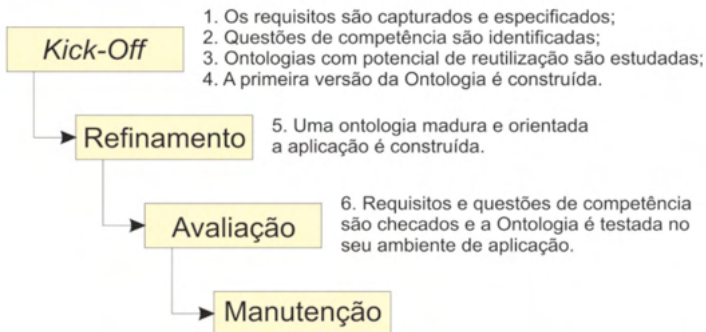 Kick-Off
1. Os requisitos são capturados e especificados;
2. Questões de competência são identificadas;
3. Ontologias com potencial de reutilização são estudadas;
4. A primeira versão da Ontologia é construída.
Refinamento
5. Uma ontologia madura e orientada
a aplicação é construída.
Avaliação
6. Requisitos e questões de competência
são checados e a Ontologia é testada no
seu ambiente de aplicação.
Manutenção